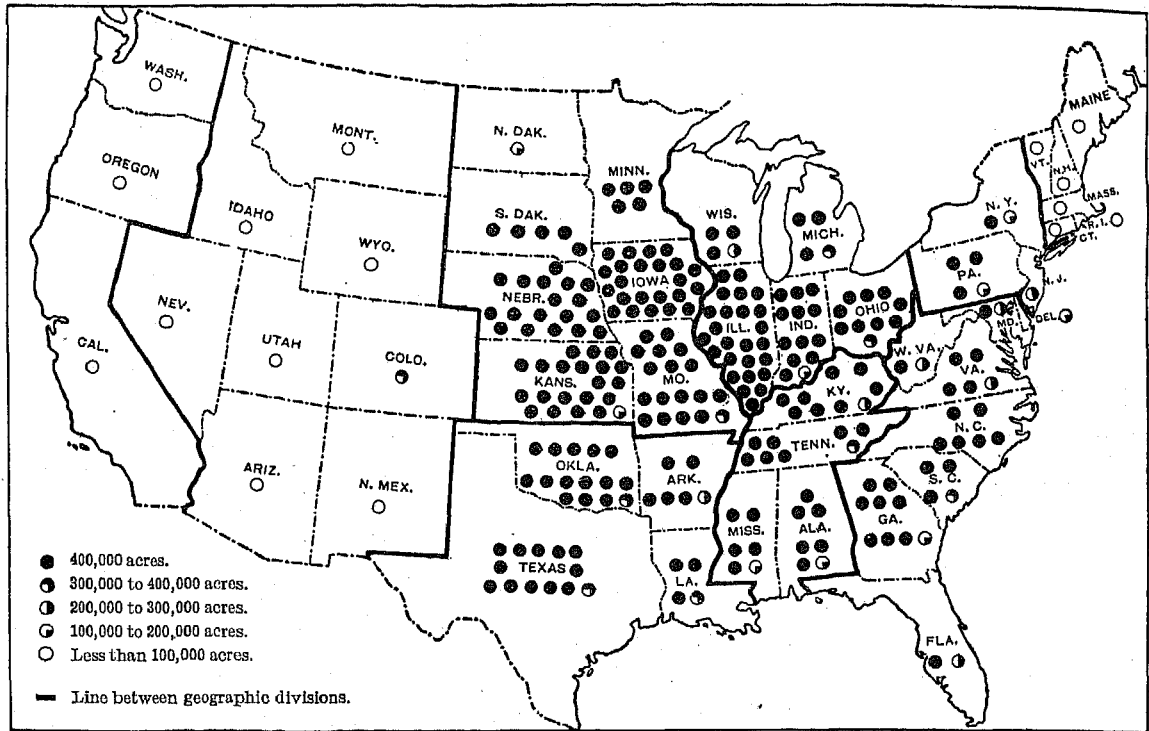 WASH.
MONT.
N. DAK.
MINN.
MAINE
VT.
N.H.
OREGON
IDAHO
S. DAK.
WIS.
MICH.
N. Y.
MASS.
R. I.
CT.
WYO.
NEBR.
IOWA
PA.
N. J.
NEV.
ILL.
IND.
OHIO
MD.
DEL.
CAL.
UTAH
COLO.
KANS.
MO.
W. VA.
VA.
KY.
N. C.
TENN.
ARIZ.
N. MEX.
OKLA.
ARK.
S. C.
MISS.
ALA.
GA.
TEXAS
LA.
FLA.
400,000 acres.
300,000 to 400,000 acres.
200,000 to 300,000 acres.
100,000 to 200,000 acres.
Less than 100,000 acres.
Line between geographic divisions.